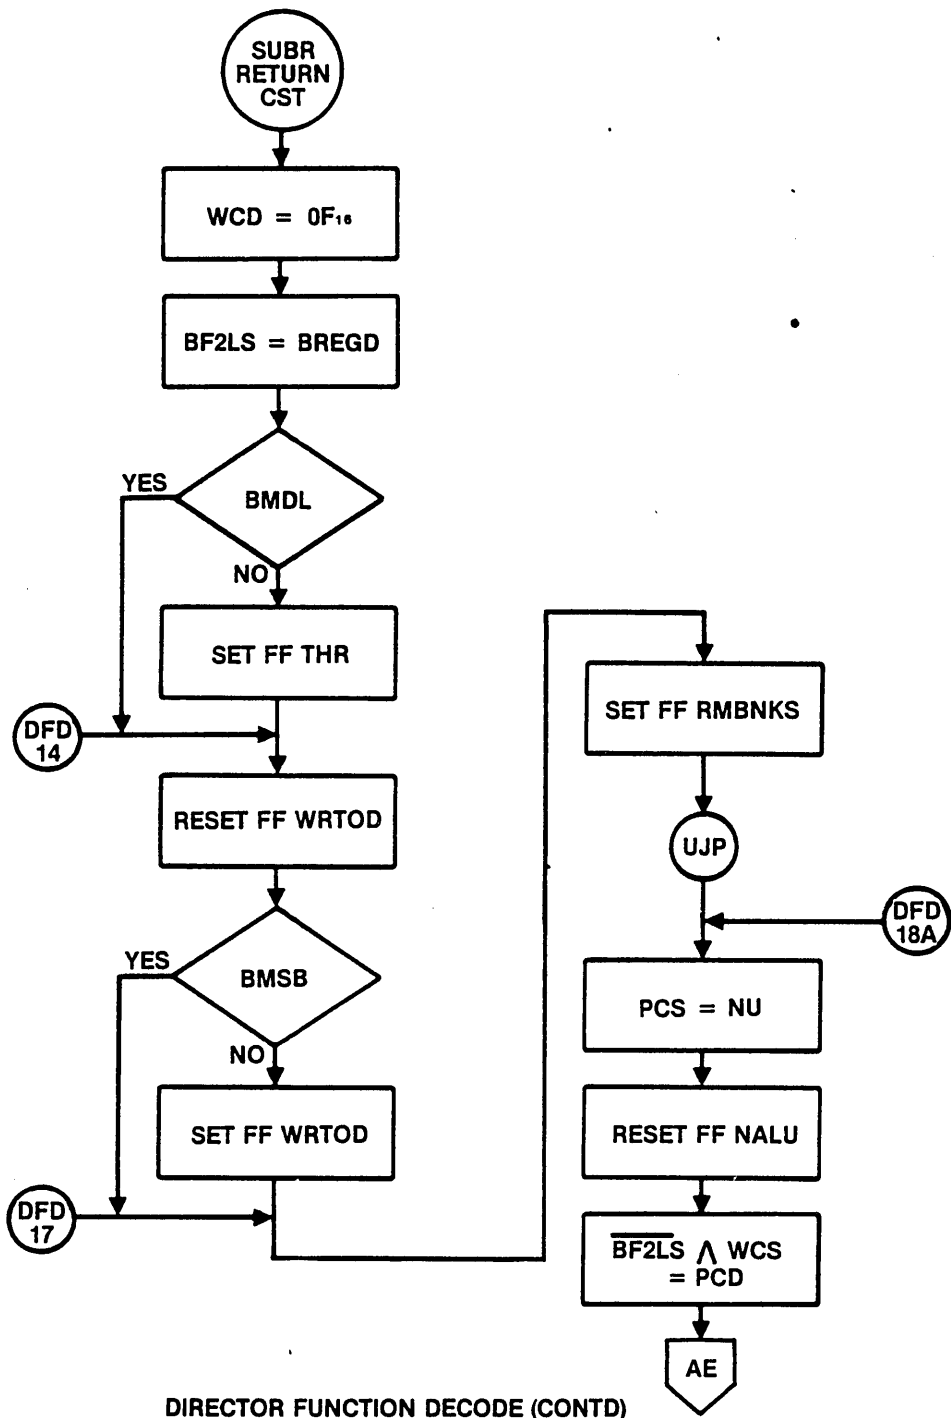 SUBR
RETURN
CST
WCD = 0F₁₆
BF2LS = BREGD
YES
BMDL
NO
SET FF THR
DFD
14
RESET FF WRTOD
YES
BMSB
NO
SET FF WRTOD
DFD
17
SET FF RMBNKS
UJP
DFD
18A
PCS = NU
RESET FF NALU
B̅F̅2̅L̅S ⋀ WCS
= PCD
AE
DIRECTOR FUNCTION DECODE (CONTD)